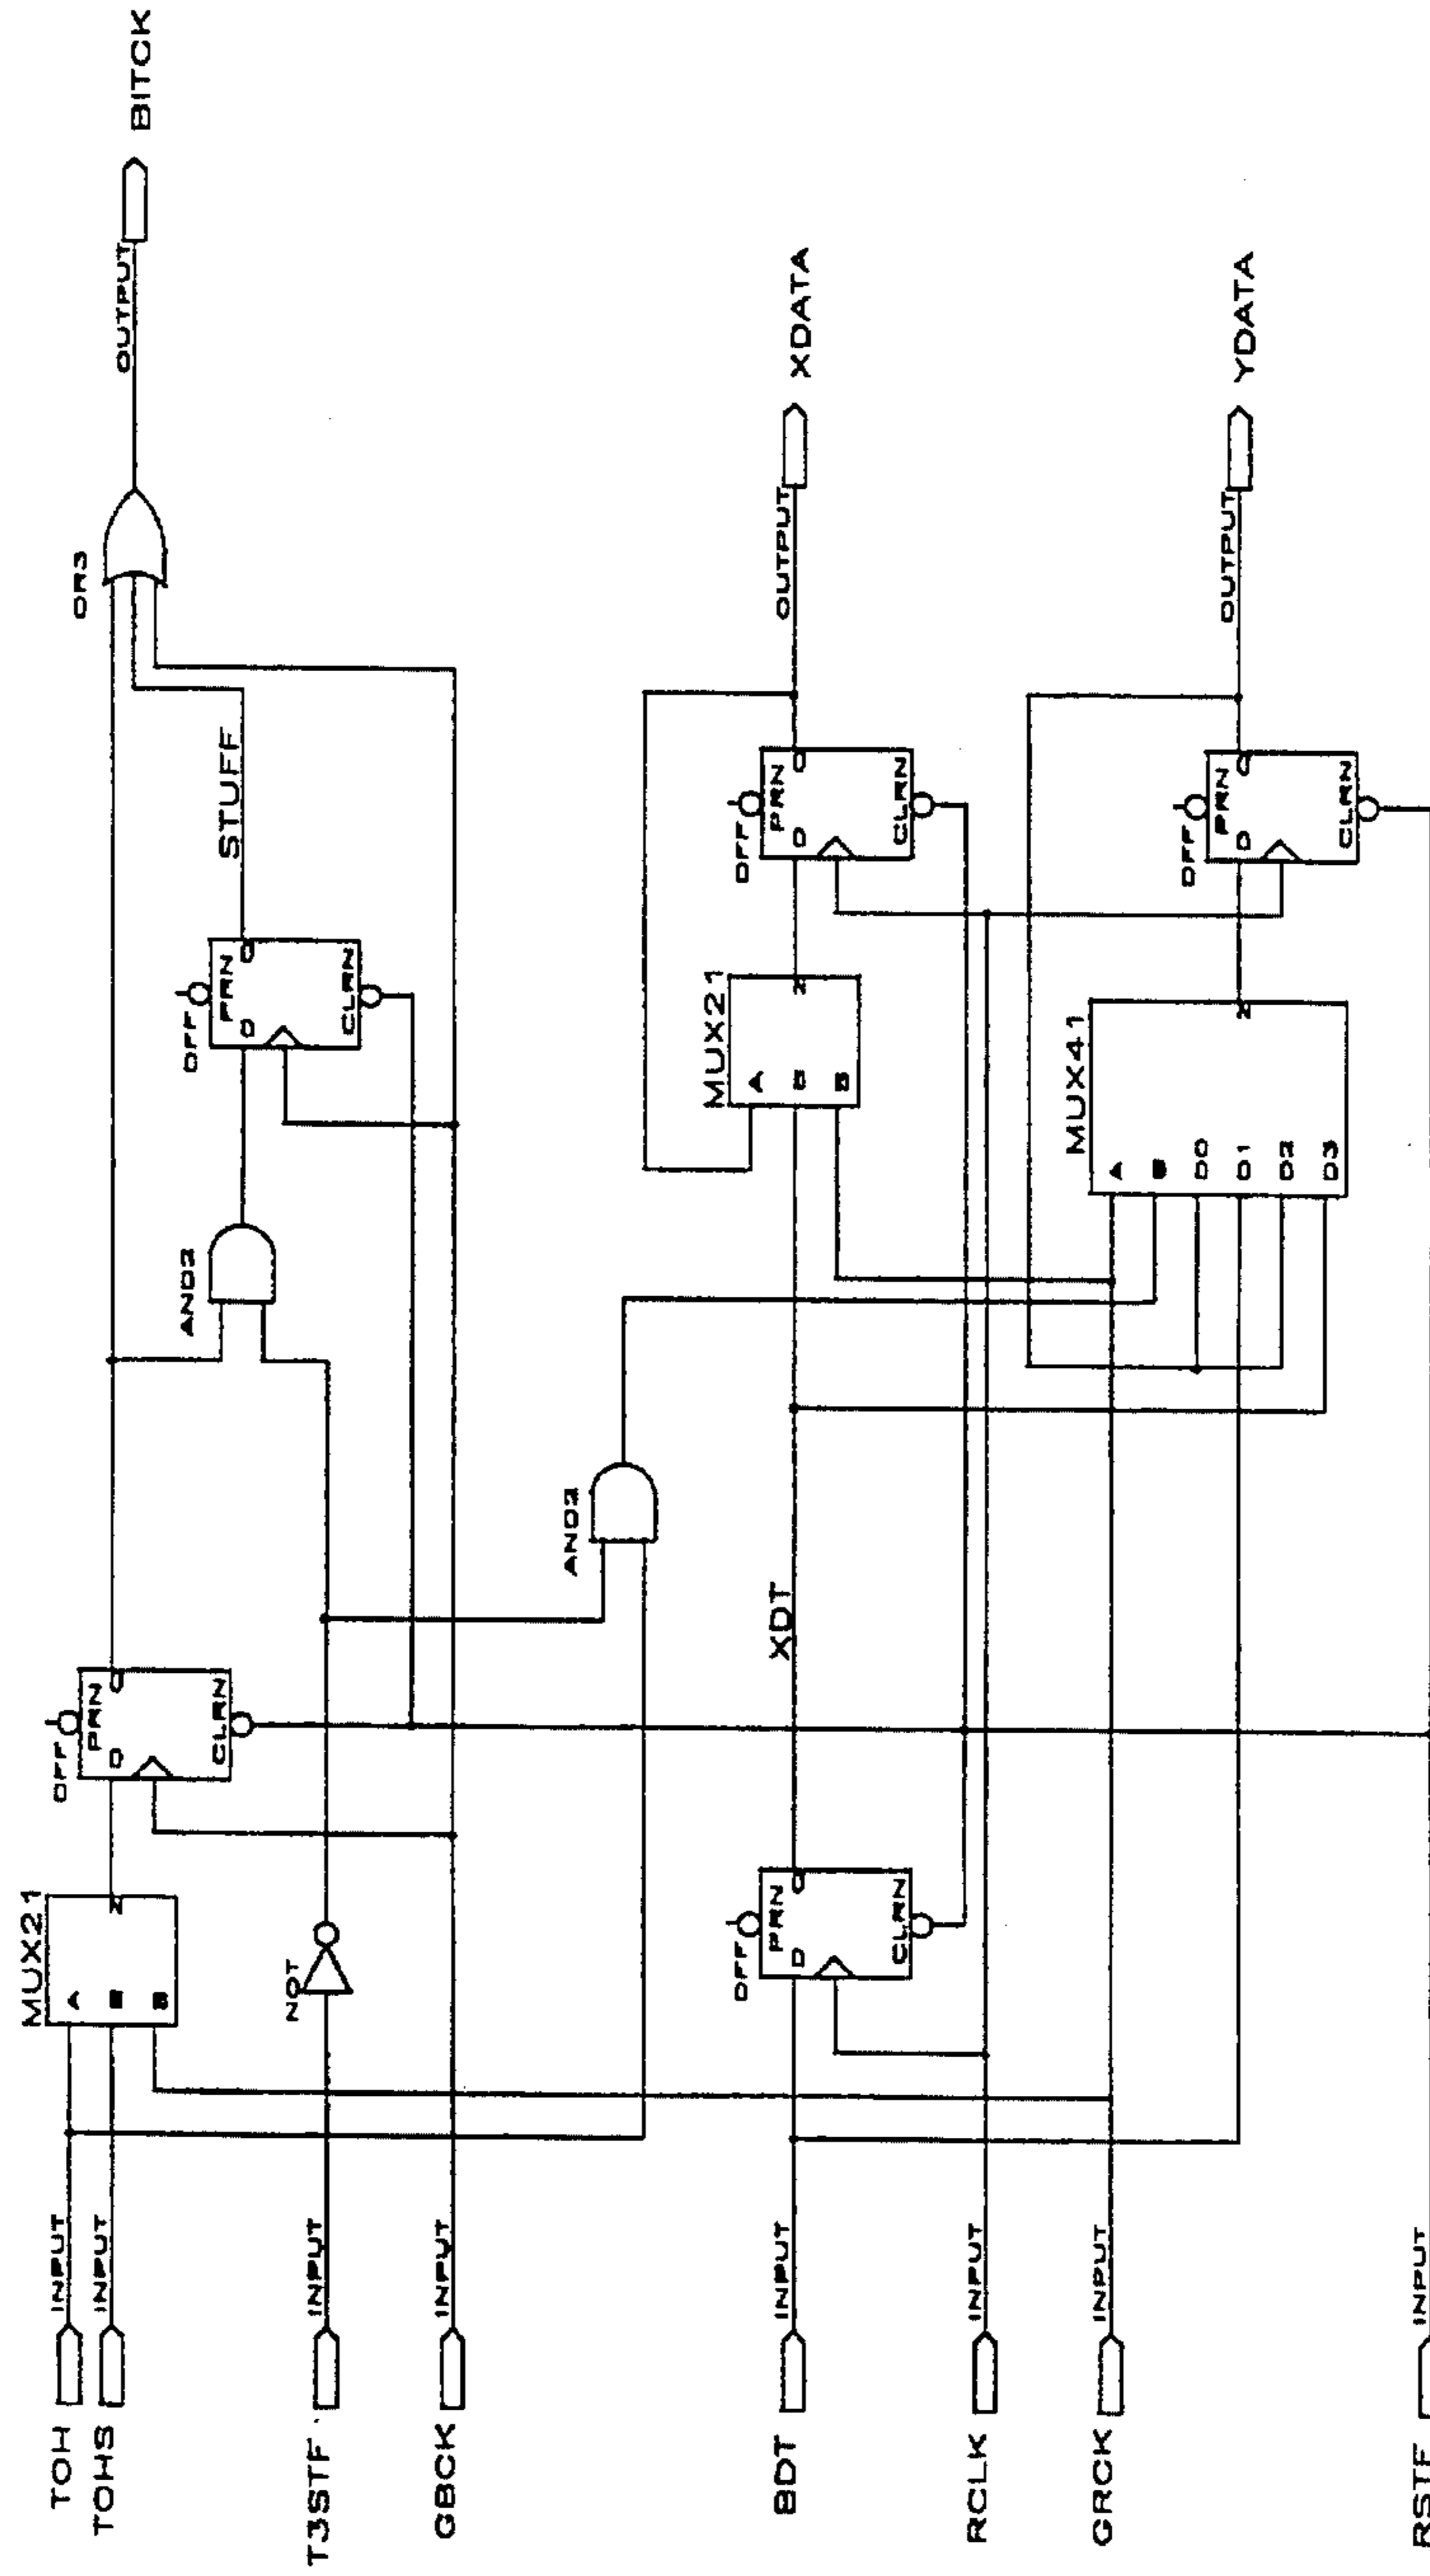 TOH INPUT
TOHS INPUT
MUX21
A
B
S
Z
DFF
PRN
D
Q
CLRN
AND2
DFF
PRN
D
Q
CLRN
STUFF
OR3
OUTPUT
BITCK
T3STF INPUT
NOT
GBCK INPUT
AND2
BDT INPUT
DFF
PRN
D
Q
CLRN
XDT
MUX21
A
B
S
Z
DFF
PRN
D
Q
CLRN
OUTPUT
XDATA
RCLK INPUT
GRCK INPUT
MUX41
A
B
D0
D1
D2
D3
Z
DFF
PRN
D
Q
CLRN
OUTPUT
YDATA
RSTF INPUT